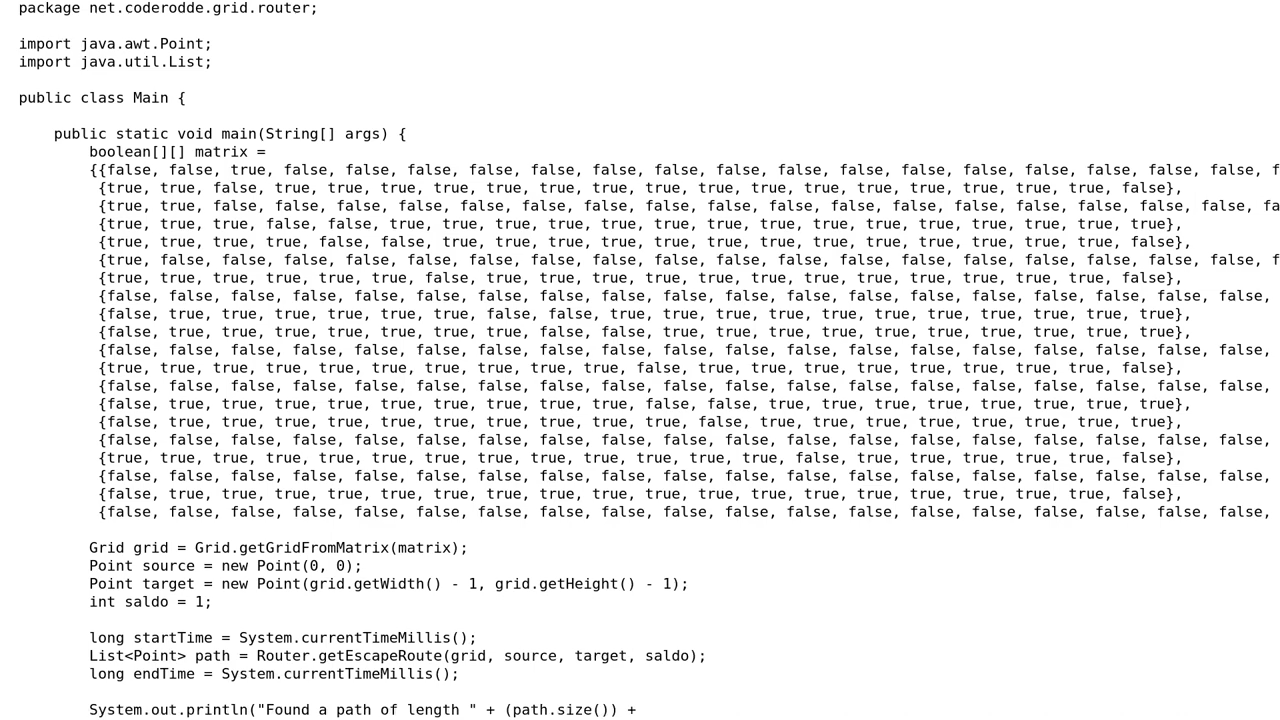 package net.coderodde.grid.router;
import java.awt.Point;
import java.util.List;
public class Main {
public static void main(String[] args) {
boolean[][] matrix =
{{false, false, true, false, false, false, false, false, false, false, false, false, false, false, false, false, false, false, false, f
{true, true, false, true, true, true, true, true, true, true, true, true, true, true, true, true, true, true, true, false},
{true, true, false, false, false, false, false, false, false, false, false, false, false, false, false, false, false, false, false, fa
{true, true, true, false, false, true, true, true, true, true, true, true, true, true, true, true, true, true, true, true},
{true, true, true, true, false, false, true, true, true, true, true, true, true, true, true, true, true, true, true, false},
{true, false, false, false, false, false, false, false, false, false, false, false, false, false, false, false, false, false, false, f
{true, true, true, true, true, true, false, true, true, true, true, true, true, true, true, true, true, true, true, false},
{false, false, false, false, false, false, false, false, false, false, false, false, false, false, false, false, false, false, false,
{false, true, true, true, true, true, true, false, false, true, true, true, true, true, true, true, true, true, true, true},
{false, true, true, true, true, true, true, true, false, false, true, true, true, true, true, true, true, true, true, true},
{false, false, false, false, false, false, false, false, false, false, false, false, false, false, false, false, false, false, false,
{true, true, true, true, true, true, true, true, true, true, false, true, true, true, true, true, true, true, true, false},
{false, false, false, false, false, false, false, false, false, false, false, false, false, false, false, false, false, false, false,
{false, true, true, true, true, true, true, true, true, true, false, false, true, true, true, true, true, true, true, true},
{false, true, true, true, true, true, true, true, true, true, true, false, true, true, true, true, true, true, true, true},
{false, false, false, false, false, false, false, false, false, false, false, false, false, false, false, false, false, false, false,
{true, true, true, true, true, true, true, true, true, true, true, true, true, false, true, true, true, true, true, false},
{false, false, false, false, false, false, false, false, false, false, false, false, false, false, false, false, false, false, false,
{false, true, true, true, true, true, true, true, true, true, true, true, true, true, true, true, true, true, true, false},
{false, false, false, false, false, false, false, false, false, false, false, false, false, false, false, false, false, false, false,
Grid grid = Grid.getGridFromMatrix(matrix);
Point source = new Point(0, 0);
Point target = new Point(grid.getWidth() - 1, grid.getHeight() - 1);
int saldo = 1;
long startTime = System.currentTimeMillis();
List<Point> path = Router.getEscapeRoute(grid, source, target, saldo);
long endTime = System.currentTimeMillis();
System.out.println("Found a path of length " + (path.size()) +